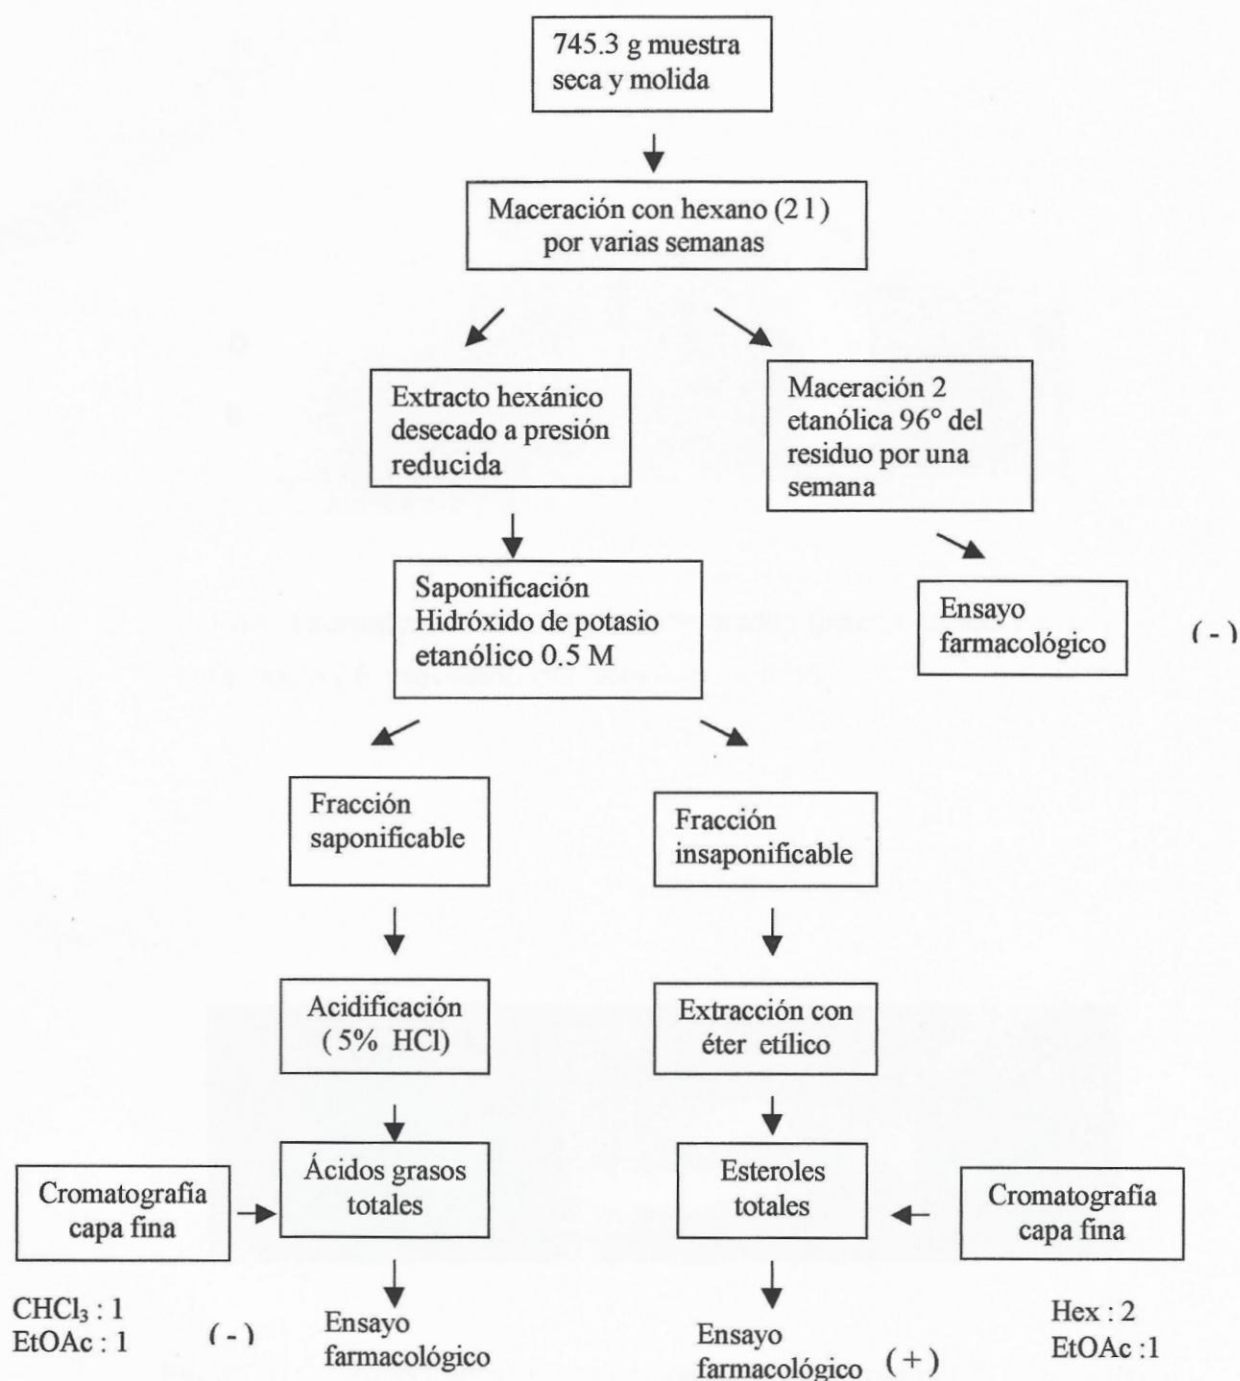 745.3 g muestra
seca y molida
Maceración con hexano (2 l)
por varias semanas
Extracto hexánico
desecado a presión
reducida
Maceración 2
etanólica 96° del
residuo por una
semana
Saponificación
Hidróxido de potasio
etanólico 0.5 M
Ensayo
farmacológico
(-)
Fracción
saponificable
Fracción
insaponificable
Acidificación
( 5% HCl)
Extracción con
éter etílico
Cromatografía
capa fina
Ácidos grasos
totales
Esteroles
totales
Cromatografía
capa fina
CHCl₃ : 1
EtOAc : 1
(-)
Ensayo
farmacológico
Ensayo
farmacológico
(+)
Hex : 2
EtOAc :1